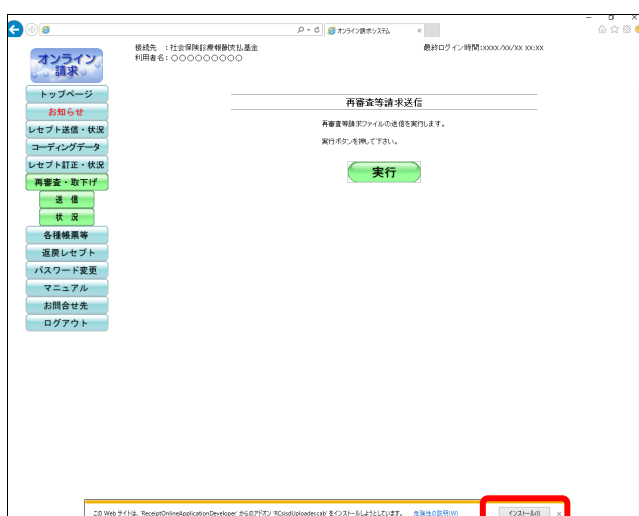 オンライン請求システム
×
接続先　：社会保険診療報酬支払基金
最終ログイン時間:xxxx/xx/xx xx:xx
利用者名：○○○○○○○○○
オンライン
請求
トップページ
お知らせ
レセプト送信・状況
コーディングデータ
レセプト訂正・状況
再審査・取下げ
送 信
状 況
各種帳票等
返戻レセプト
パスワード変更
マニュアル
お問合せ先
ログアウト
再審査等請求送信
再審査等請求ファイルの送信を実行します。
実行ボタンを押して下さい。
実行
この Web サイトは、'ReceiptOnlineApplicationDeveloper' からのアドオン 'RCsisdUploader.cab' をインストールしようとしています。 危険性の説明(W) インストール(I) ×